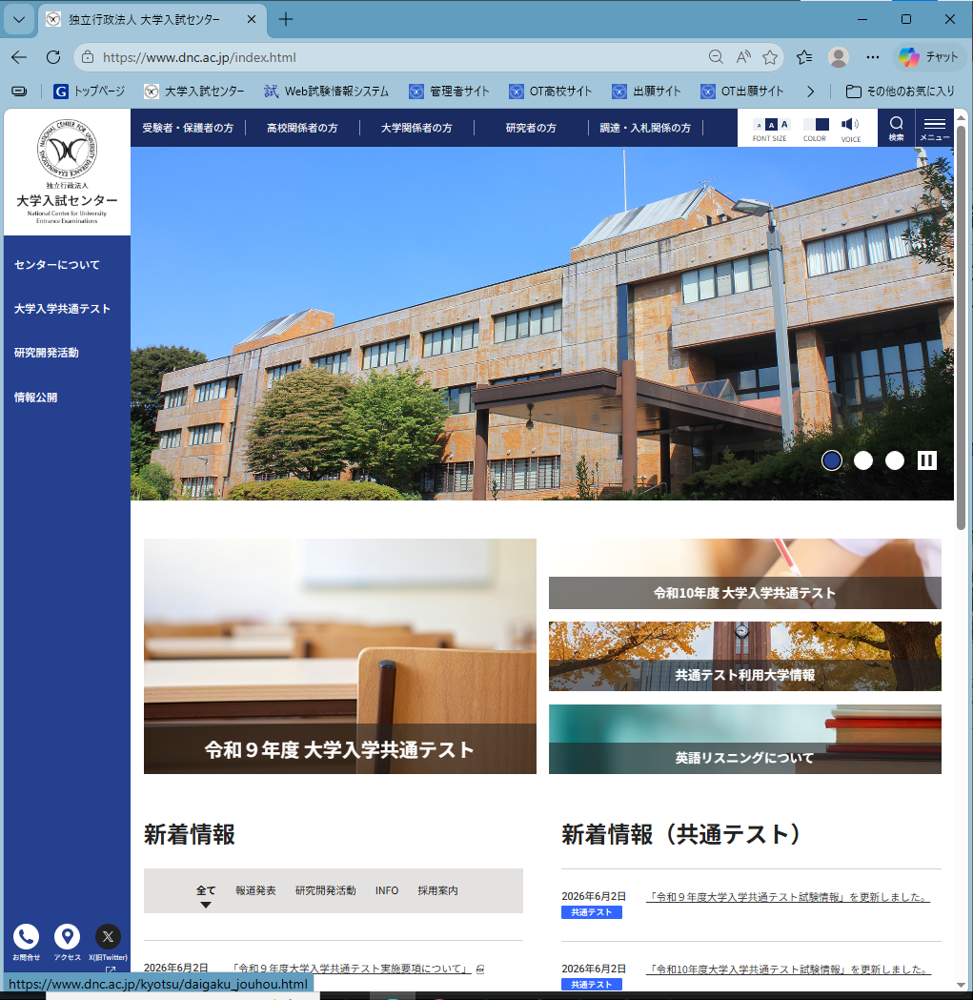 独立行政法人 大学入試センター
https://www.dnc.ac.jp/index.html
チャット
トップページ
大学入試センター
Web試験情報システム
管理者サイト
OT高校サイト
出願サイト
OT出願サイト
その他のお気に入り
NATIONAL CENTER FOR UNIVERSITY ENTRANCE EXAMINATIONS
独立行政法人
大学入試センター
National Center for University
Entrance Examinations
受験者・保護者の方
高校関係者の方
大学関係者の方
研究者の方
調達・入札関係の方
A A A
FONT SIZE
COLOR
VOICE
検索
メニュー
センターについて
大学入学共通テスト
研究開発活動
情報公開
令和９年度 大学入学共通テスト
令和10年度 大学入学共通テスト
共通テスト利用大学情報
英語リスニングについて
新着情報
全て
報道発表
研究開発活動
INFO
採用案内
2026年6月2日
「令和９年度大学入学共通テスト実施要項について」
新着情報（共通テスト）
2026年6月2日
共通テスト
「令和９年度大学入学共通テスト試験情報」を更新しました。
2026年6月2日
共通テスト
「令和10年度大学入学共通テスト試験情報」を更新しました。
お問合せ
アクセス
X(旧Twitter)
https://www.dnc.ac.jp/kyotsu/daigaku_jouhou.html